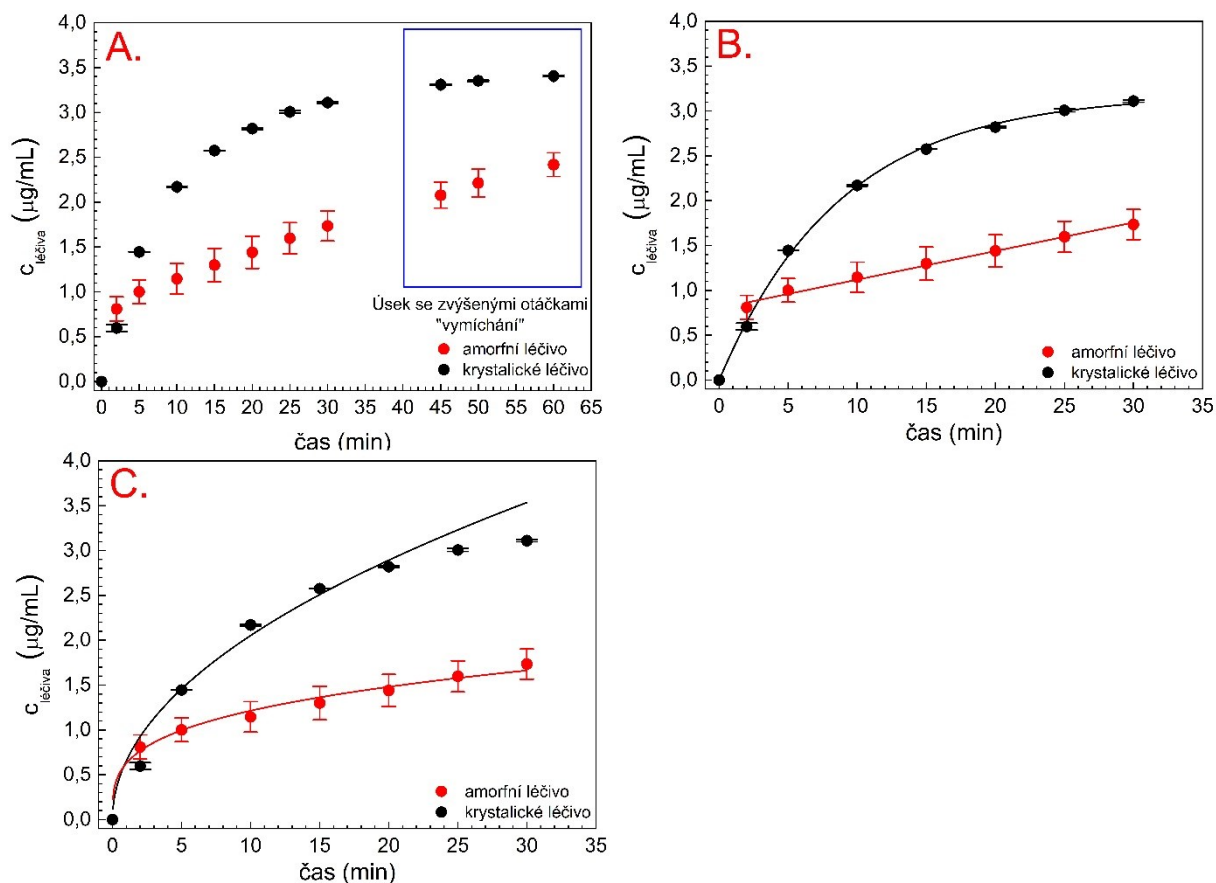 A.
4,0
3,5
3,0
2,5
2,0
1,5
1,0
0,5
0,0
c léčiva (µg/mL)
Úsek se zvýšenými otáčkami
"vymíchání"
amorfní léčivo
krystalické léčivo
0 5 10 15 20 25 30 35 40 45 50 55 60 65
čas (min)
B.
4,0
3,5
3,0
2,5
2,0
1,5
1,0
0,5
0,0
c léčiva (µg/mL)
amorfní léčivo
krystalické léčivo
0 5 10 15 20 25 30 35
čas (min)
C.
4,0
3,5
3,0
2,5
2,0
1,5
1,0
0,5
0,0
c léčiva (µg/mL)
amorfní léčivo
krystalické léčivo
0 5 10 15 20 25 30 35
čas (min)